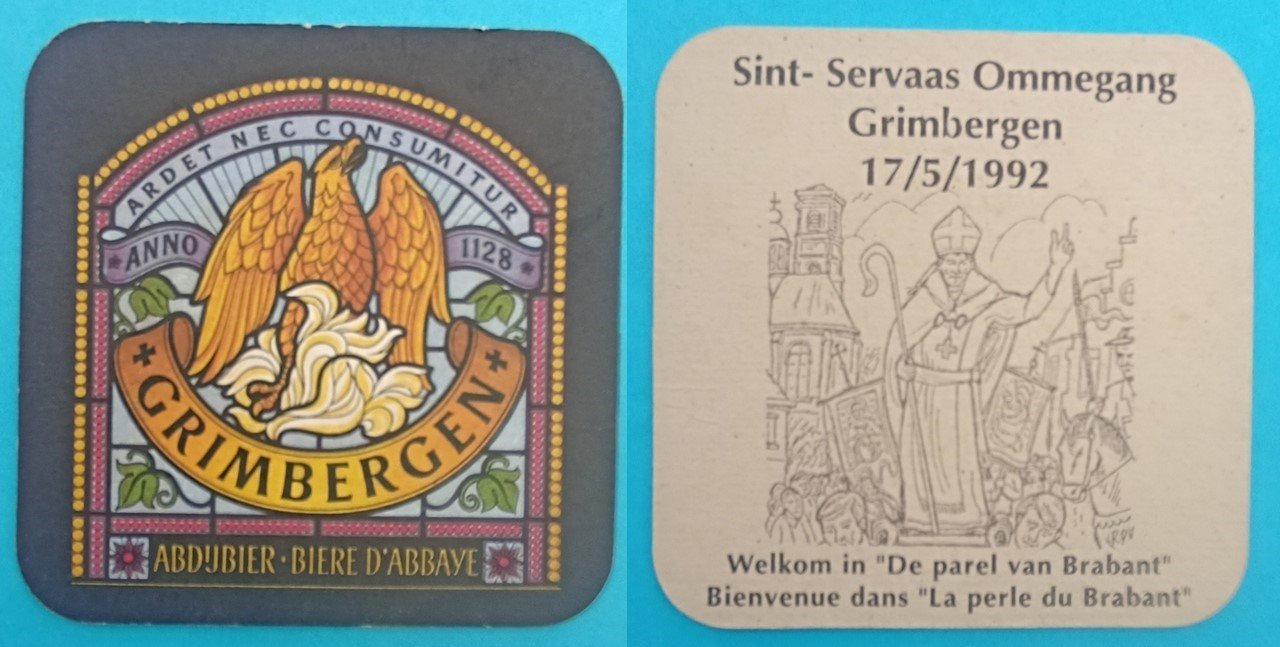 ARDET NEC CONSUMITUR
ANNO 1128
GRIMBERGEN
ABDIJBIER · BIERE D'ABBAYE
Sint- Servaas Ommegang
Grimbergen
17/5/1992
Welkom in "De parel van Brabant"
Bienvenue dans "La perle du Brabant"